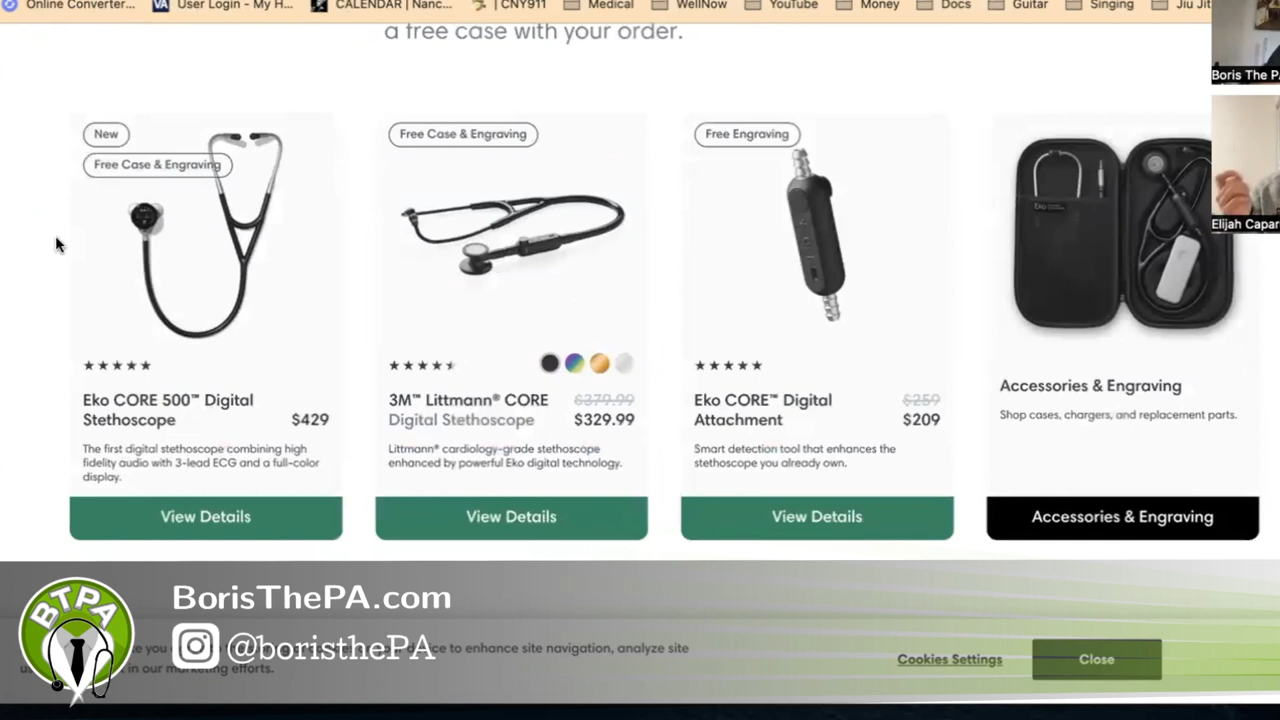 Online Converter...
User Login - My H...
CALENDAR | Nanc...
| CNY911
Medical
WellNow
YouTube
Money
Docs
Guitar
Singing
Jiu Jit
a free case with your order.
Boris The PA
Elijah Capar
New
Free Case & Engraving
Free Case & Engraving
Free Engraving
Eko
Eko CORE 500™ Digital
Stethoscope $429
The first digital stethoscope combining high
fidelity audio with 3-lead ECG and a full-color
display.
View Details
3M™ Littmann® CORE $379.99
Digital Stethoscope $329.99
Littmann® cardiology-grade stethoscope
enhanced by powerful Eko digital technology.
View Details
Eko CORE™ Digital $259
Attachment $209
Smart detection tool that enhances the
stethoscope you already own.
View Details
Accessories & Engraving
Shop cases, chargers, and replacement parts.
Accessories & Engraving
BTPA
BorisThePA.com
@boristhePA
to enhance site navigation, analyze site
in our marketing efforts.
Cookies Settings
Close